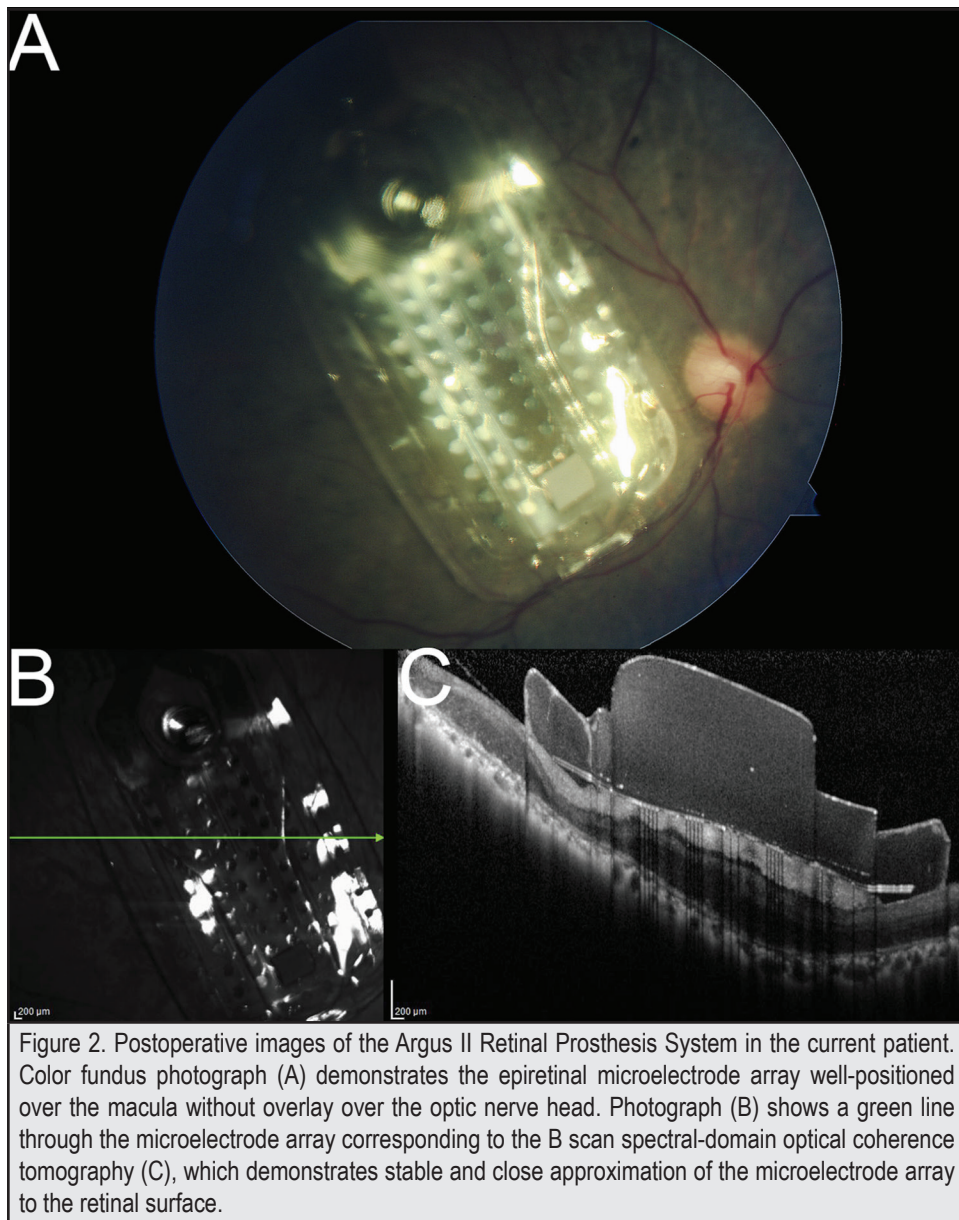 A
B
C
200 µm
200 µm
Figure 2. Postoperative images of the Argus II Retinal Prosthesis System in the current patient.
Color fundus photograph (A) demonstrates the epiretinal microelectrode array well-positioned
over the macula without overlay over the optic nerve head. Photograph (B) shows a green line
through the microelectrode array corresponding to the B scan spectral-domain optical coherence
tomography (C), which demonstrates stable and close approximation of the microelectrode array
to the retinal surface.